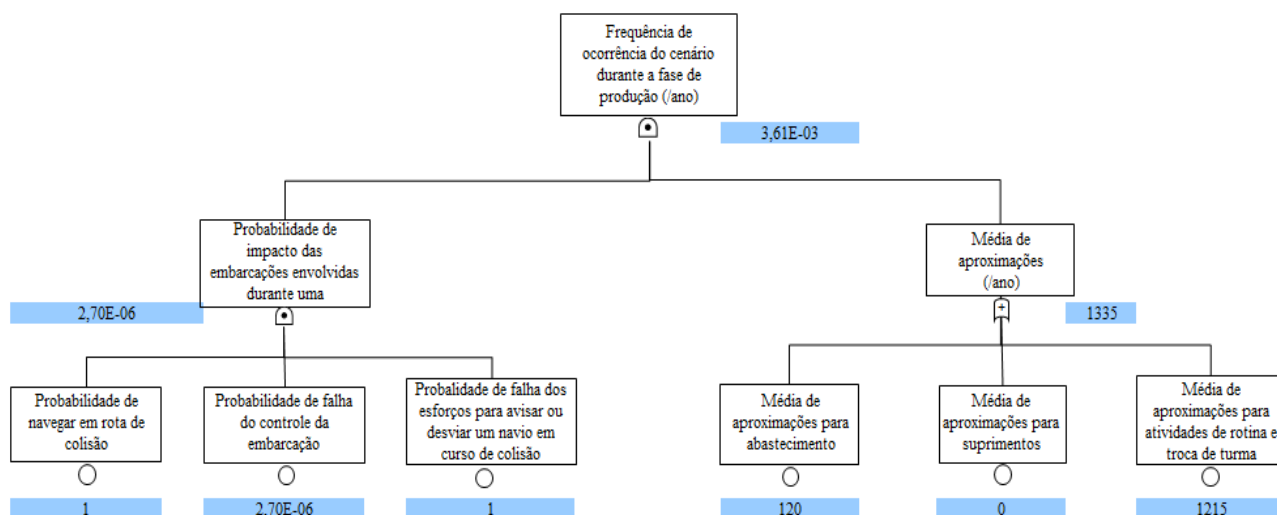 Frequência de
ocorrência do cenário
durante a fase de
produção (/ano)
3,61E-03
Probabilidade de
impacto das
embarcações envolvidas
durante uma
2,70E-06
Média de
aproximações
(/ano)
+
1335
Probabilidade de
navegar em rota de
colisão
1
Probabilidade de falha
do controle da
embarcação
2,70E-06
Probalidade de falha dos
esforços para avisar ou
desviar um navio em
curso de colisão
1
Média de
aproximações para
abastecimento
120
Média de
aproximações para
suprimentos
0
Média de
aproximações para
atividades de rotina e
troca de turma
1215